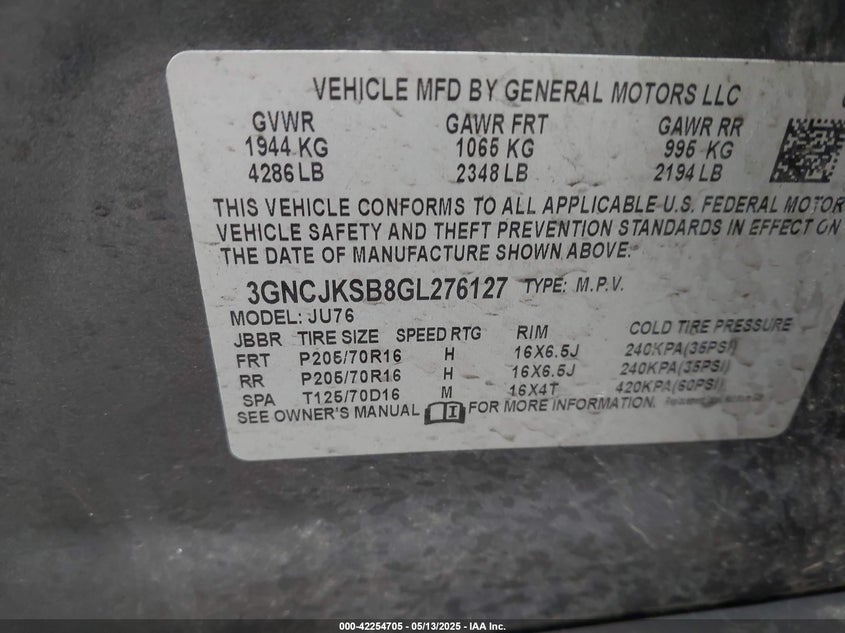 VEHICLE MFD BY GENERAL MOTORS LLC
GVWR GAWR FRT GAWR RR
1944 KG 1065 KG 995 KG
4286 LB 2348 LB 2194 LB
THIS VEHICLE CONFORMS TO ALL APPLICABLE U.S. FEDERAL MOTOR
VEHICLE SAFETY AND THEFT PREVENTION STANDARDS IN EFFECT ON
THE DATE OF MANUFACTURE SHOWN ABOVE.
3GNCJKSB8GL276127 TYPE: M.P.V.
MODEL: JU76
JBBR TIRE SIZE SPEED RTG RIM COLD TIRE PRESSURE
FRT P205/70R16 H 16X6.5J 240KPA(35PSI)
RR P205/70R16 H 16X6.5J 240KPA(35PSI)
SPA T125/70D16 M 16X4T 420KPA(60PSI)
SEE OWNER'S MANUAL FOR MORE INFORMATION.
000-42254705 - 05/13/2025 - IAA Inc.